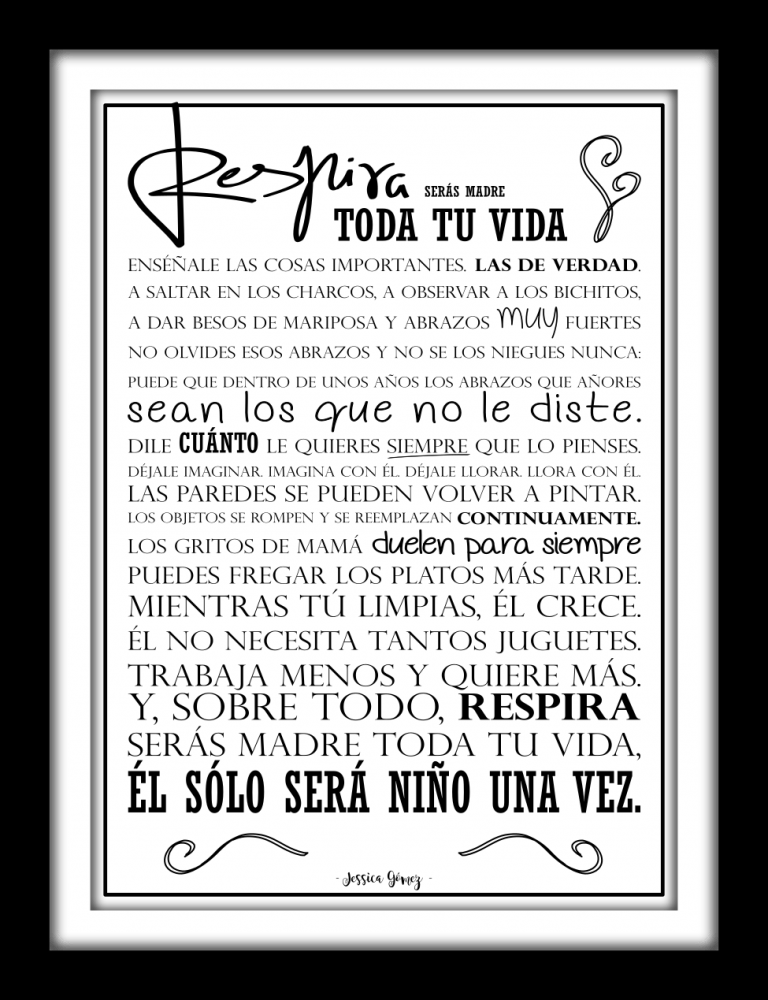 Respira SERÁS MADRE
TODA TU VIDA
ENSÉÑALE LAS COSAS IMPORTANTES. LAS DE VERDAD.
A SALTAR EN LOS CHARCOS, A OBSERVAR A LOS BICHITOS,
A DAR BESOS DE MARIPOSA Y ABRAZOS MUY FUERTES
NO OLVIDES ESOS ABRAZOS Y NO SE LOS NIEGUES NUNCA:
PUEDE QUE DENTRO DE UNOS AÑOS LOS ABRAZOS QUE AÑORES
sean los que no le diste.
DILE CUÁNTO LE QUIERES SIEMPRE QUE LO PIENSES.
DÉJALE IMAGINAR. IMAGINA CON ÉL. DÉJALE LLORAR. LLORA CON ÉL.
LAS PAREDES SE PUEDEN VOLVER A PINTAR.
LOS OBJETOS SE ROMPEN Y SE REEMPLAZAN CONTINUAMENTE.
LOS GRITOS DE MAMÁ duelen para siempre
PUEDES FREGAR LOS PLATOS MÁS TARDE.
MIENTRAS TÚ LIMPIAS, ÉL CRECE.
ÉL NO NECESITA TANTOS JUGUETES.
TRABAJA MENOS Y QUIERE MÁS.
Y, SOBRE TODO, RESPIRA
SERÁS MADRE TODA TU VIDA,
ÉL SÓLO SERÁ NIÑO UNA VEZ.
- Jessica Gómez -